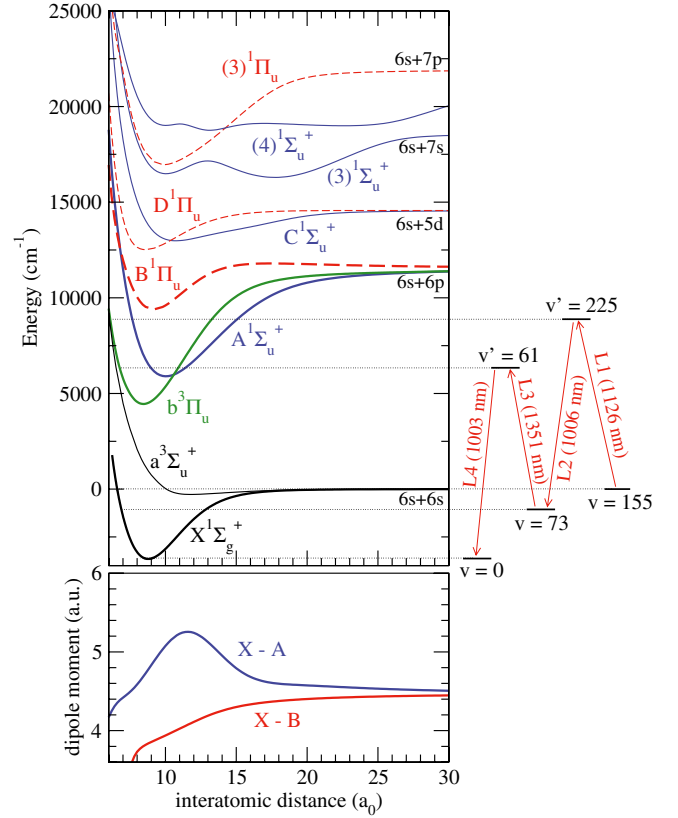 25000
20000
15000
10000
5000
0
Energy (cm⁻¹)
6s+7p
(3)¹Πᵤ
(4)¹Σᵤ⁺
6s+7s
(3)¹Σᵤ⁺
D¹Πᵤ
6s+5d
C¹Σᵤ⁺
B¹Πᵤ
6s+6p
A¹Σᵤ⁺
b³Πᵤ
a³Σᵤ⁺
6s+6s
X¹Σg⁺
v' = 225
v' = 61
L4 (1003 nm)
L3 (1351 nm)
L2 (1006 nm)
L1 (1126 nm)
v = 155
v = 73
v = 0
6
5
4
dipole moment (a.u.)
X - A
X - B
10 15 20 25 30
interatomic distance (a₀)